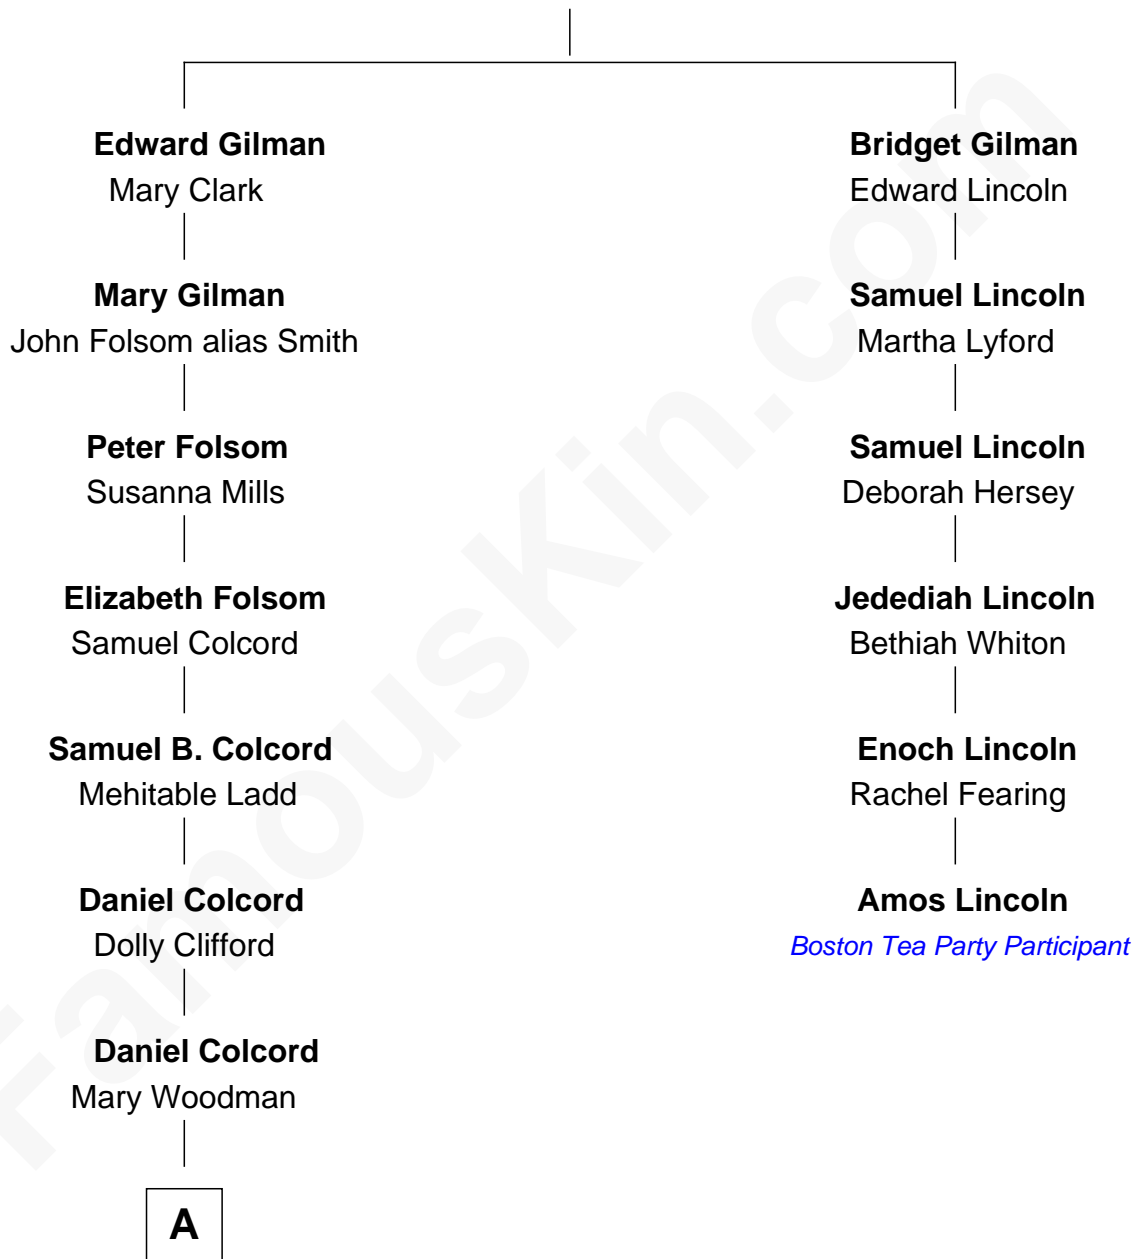 Edward Gilman
Mary Clark
Mary Gilman
John Folsom alias Smith
Peter Folsom
Susanna Mills
Elizabeth Folsom
Samuel Colcord
Samuel B. Colcord
Mehitable Ladd
Daniel Colcord
Dolly Clifford
Daniel Colcord
Mary Woodman
A
Bridget Gilman
Edward Lincoln
Samuel Lincoln
Martha Lyford
Samuel Lincoln
Deborah Hersey
Jedediah Lincoln
Bethiah Whiton
Enoch Lincoln
Rachel Fearing
Amos Lincoln
Boston Tea Party Participant
FamousKin.com